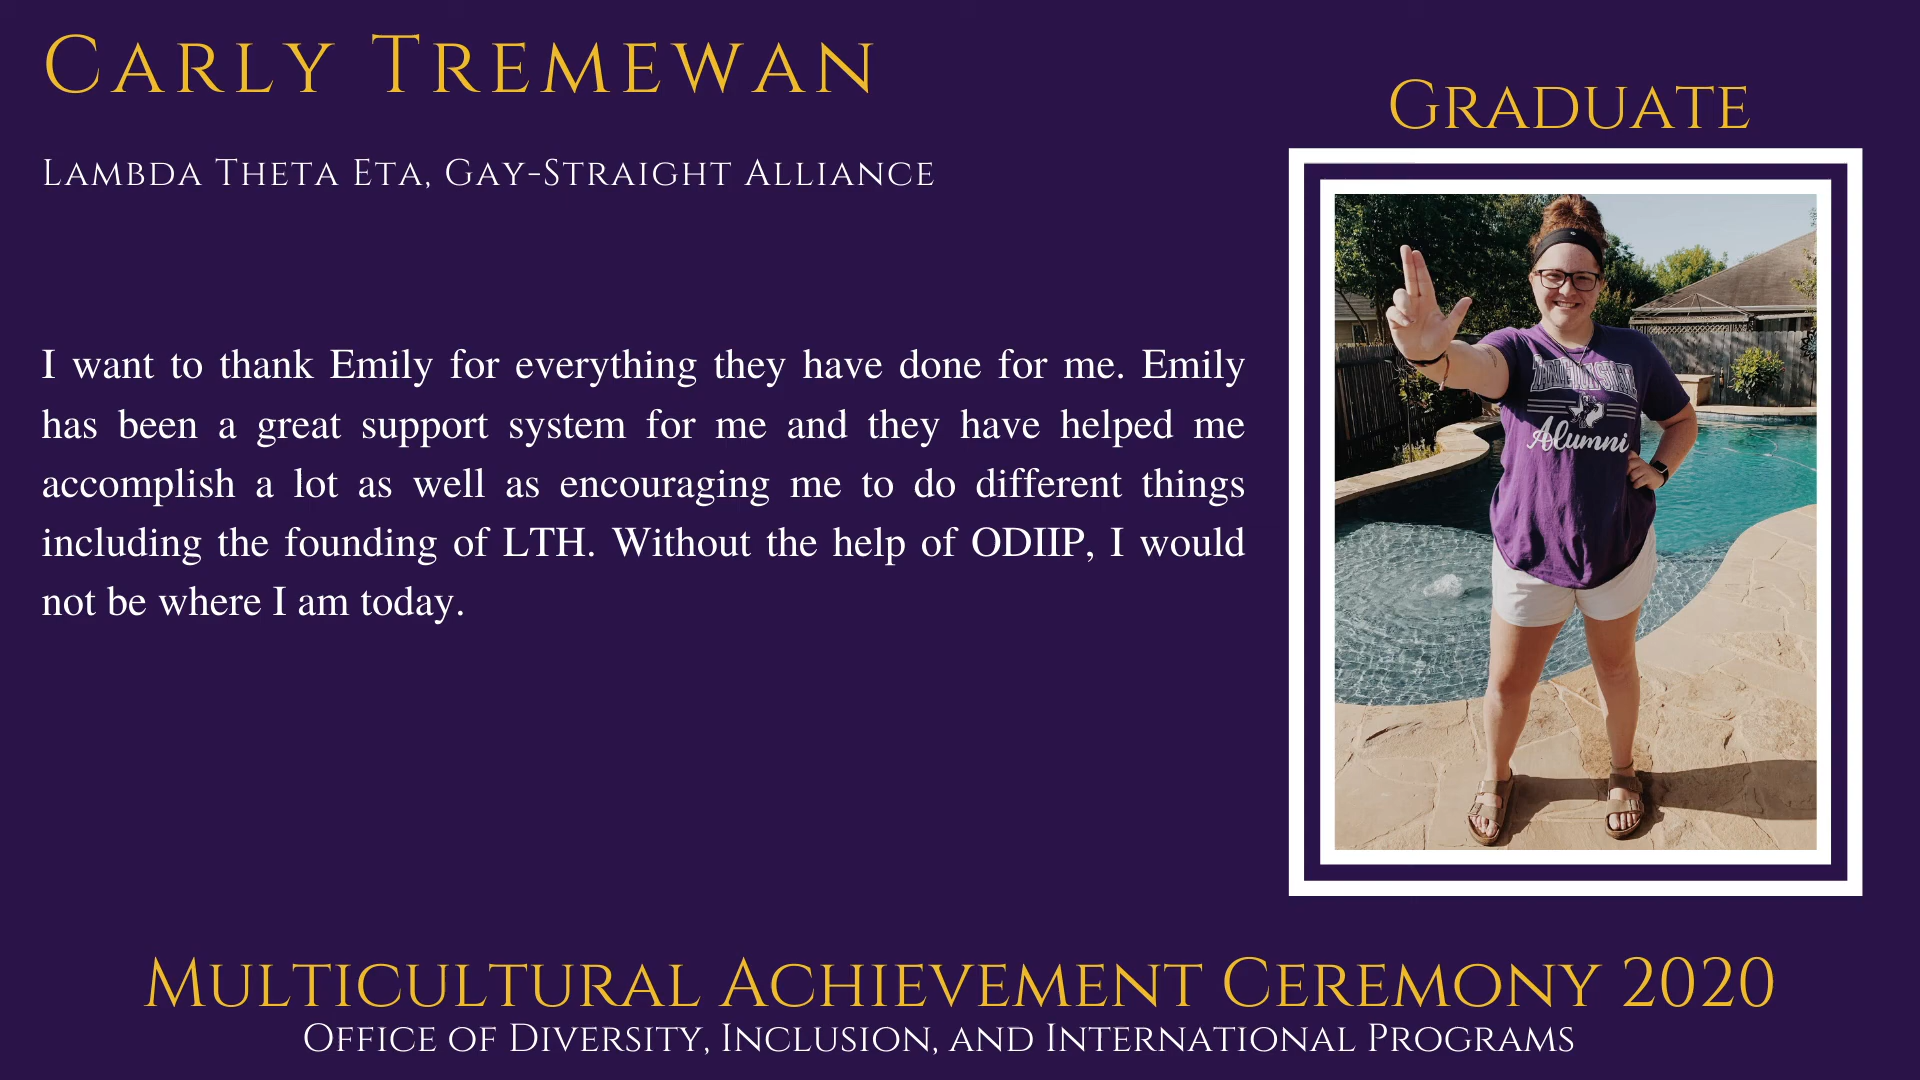 Carly Tremewan
Graduate
Lambda Theta Eta, Gay-Straight Alliance
I want to thank Emily for everything they have done for me. Emily
has been a great support system for me and they have helped me
accomplish a lot as well as encouraging me to do different things
including the founding of LTH. Without the help of ODIIP, I would
not be where I am today.
Alumni
Multicultural Achievement Ceremony 2020
Office of Diversity, Inclusion, and International Programs